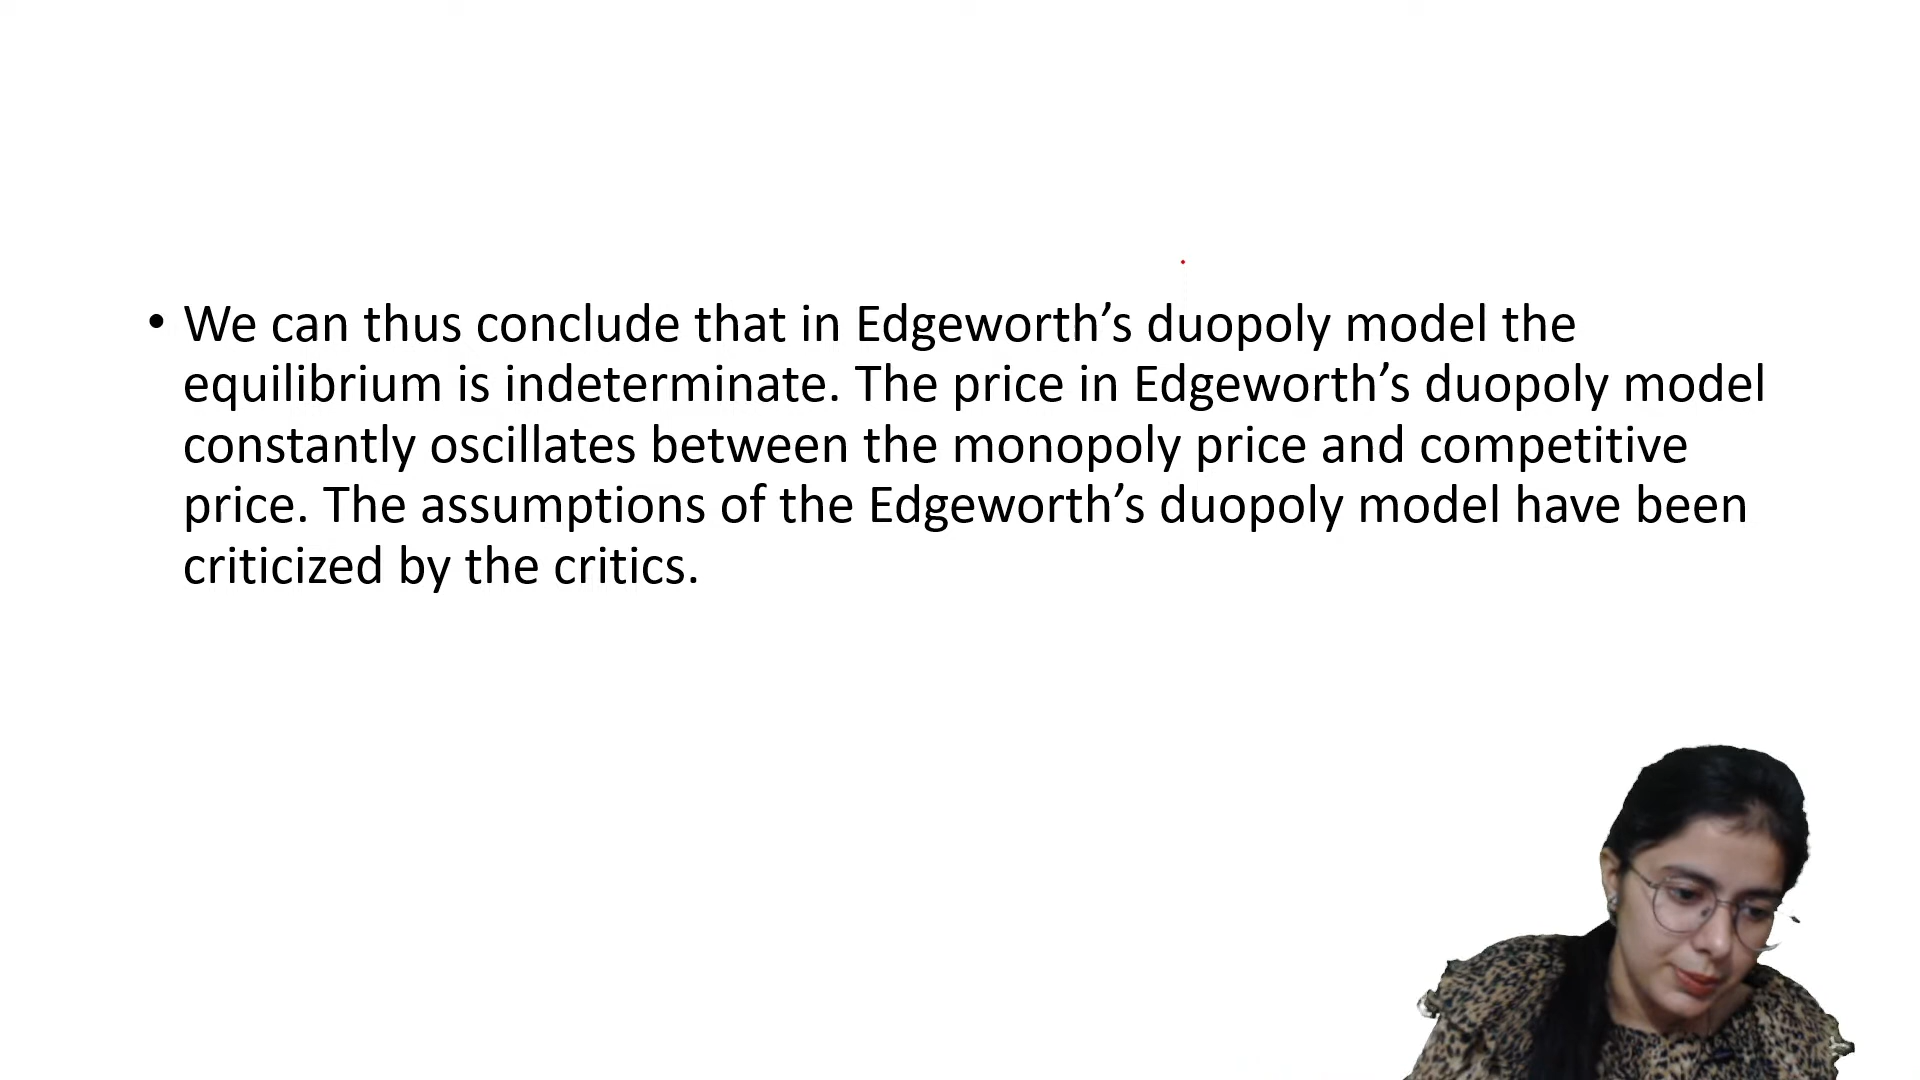 • We can thus conclude that in Edgeworth’s duopoly model the
equilibrium is indeterminate. The price in Edgeworth’s duopoly model
constantly oscillates between the monopoly price and competitive
price. The assumptions of the Edgeworth’s duopoly model have been
criticized by the critics.